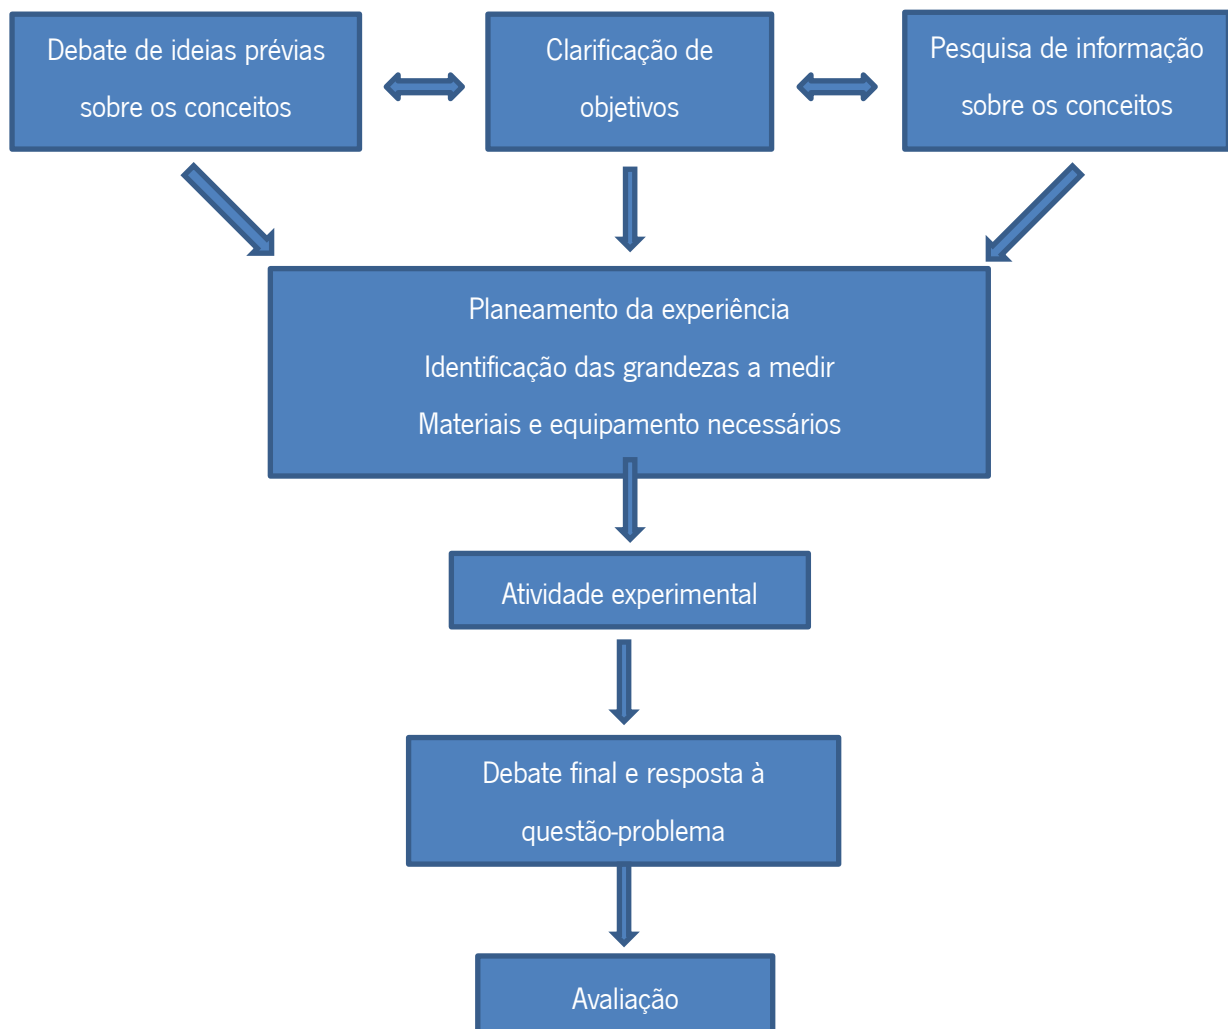 Debate de ideias prévias
sobre os conceitos
Clarificação de
objetivos
Pesquisa de informação
sobre os conceitos
Planeamento da experiência
Identificação das grandezas a medir
Materiais e equipamento necessários
Atividade experimental
Debate final e resposta à
questão-problema
Avaliação